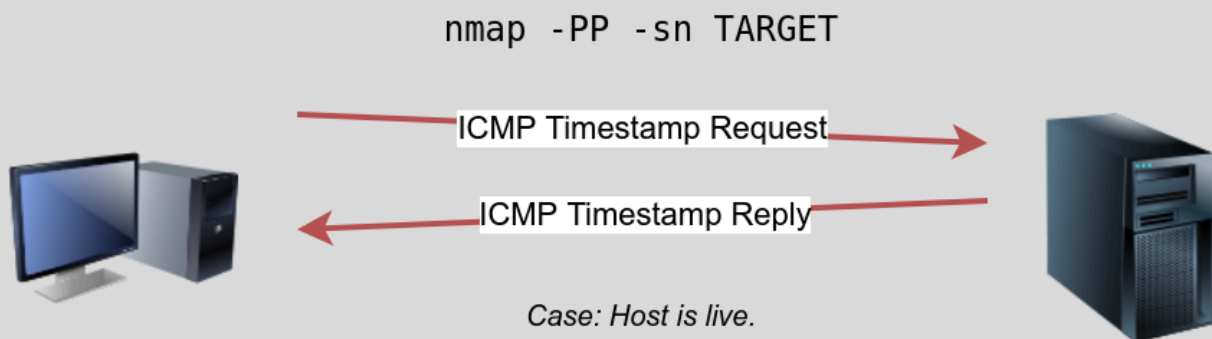 nmap -PP -sn TARGET
ICMP Timestamp Request
ICMP Timestamp Reply
Case: Host is live.